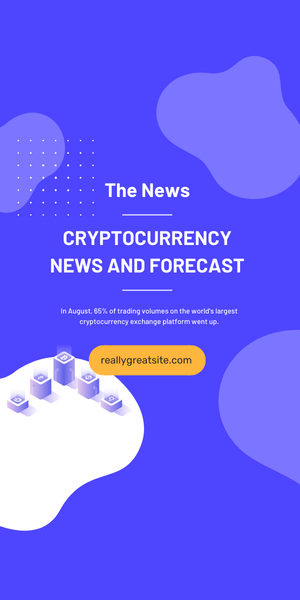 The News
CRYPTOCURRENCY
NEWS AND FORECAST
In August, 65% of trading volumes on the world's largest
cryptocurrency exchange platform went up.
reallygreatsite.com